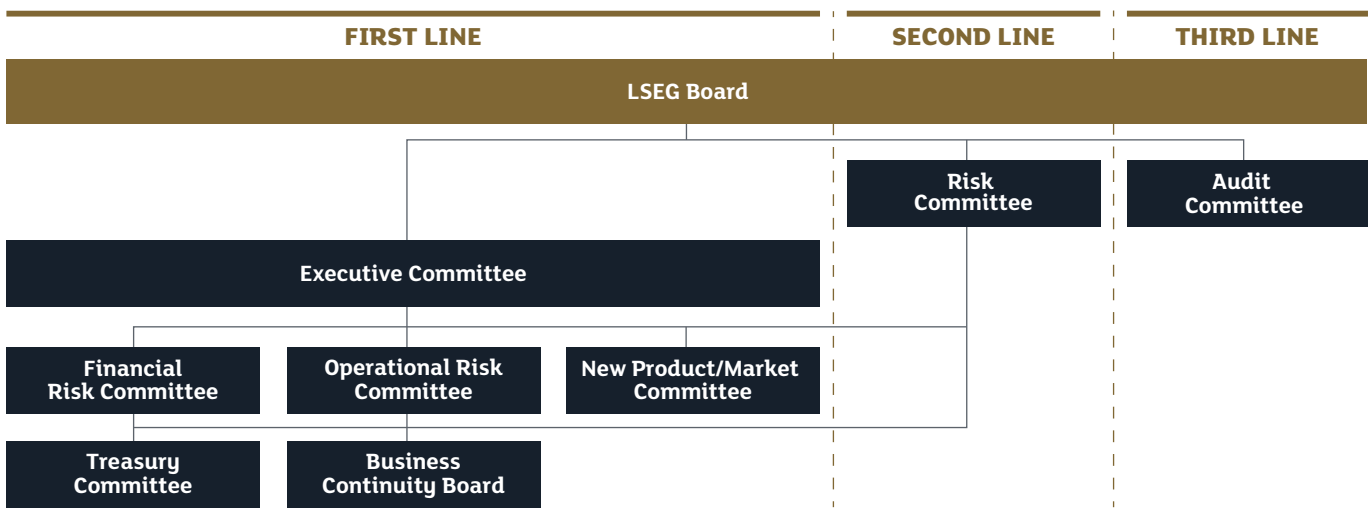 FIRST LINE
SECOND LINE
THIRD LINE
LSEG Board
Risk
Committee
Audit
Committee
Executive Committee
Financial
Risk Committee
Operational Risk
Committee
New Product/Market
Committee
Treasury
Committee
Business
Continuity Board